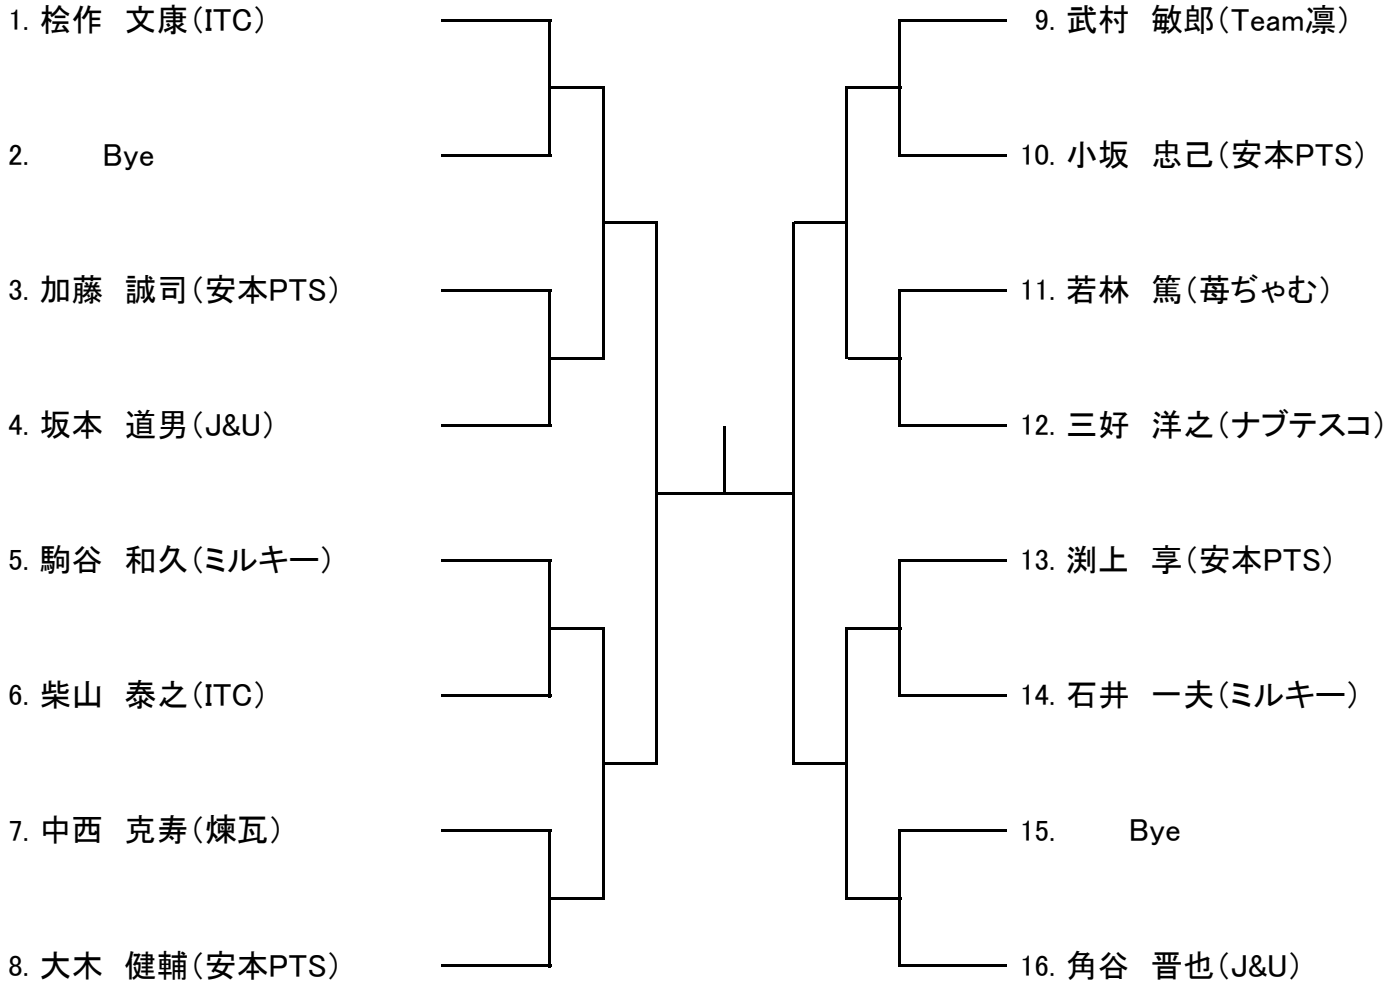 1. 桧作　文康（ITC）
2. Bye
3. 加藤　誠司（安本PTS）
4. 坂本　道男（J&U）
5. 駒谷　和久（ミルキー）
6. 柴山　泰之（ITC）
7. 中西　克寿（煉瓦）
8. 大木　健輔（安本PTS）
9. 武村　敏郎（Team凛）
10. 小坂　忠己（安本PTS）
11. 若林　篤（苺ぢゃむ）
12. 三好　洋之（ナブテスコ）
13. 渕上　享（安本PTS）
14. 石井　一夫（ミルキー）
15. Bye
16. 角谷　晋也（J&U）